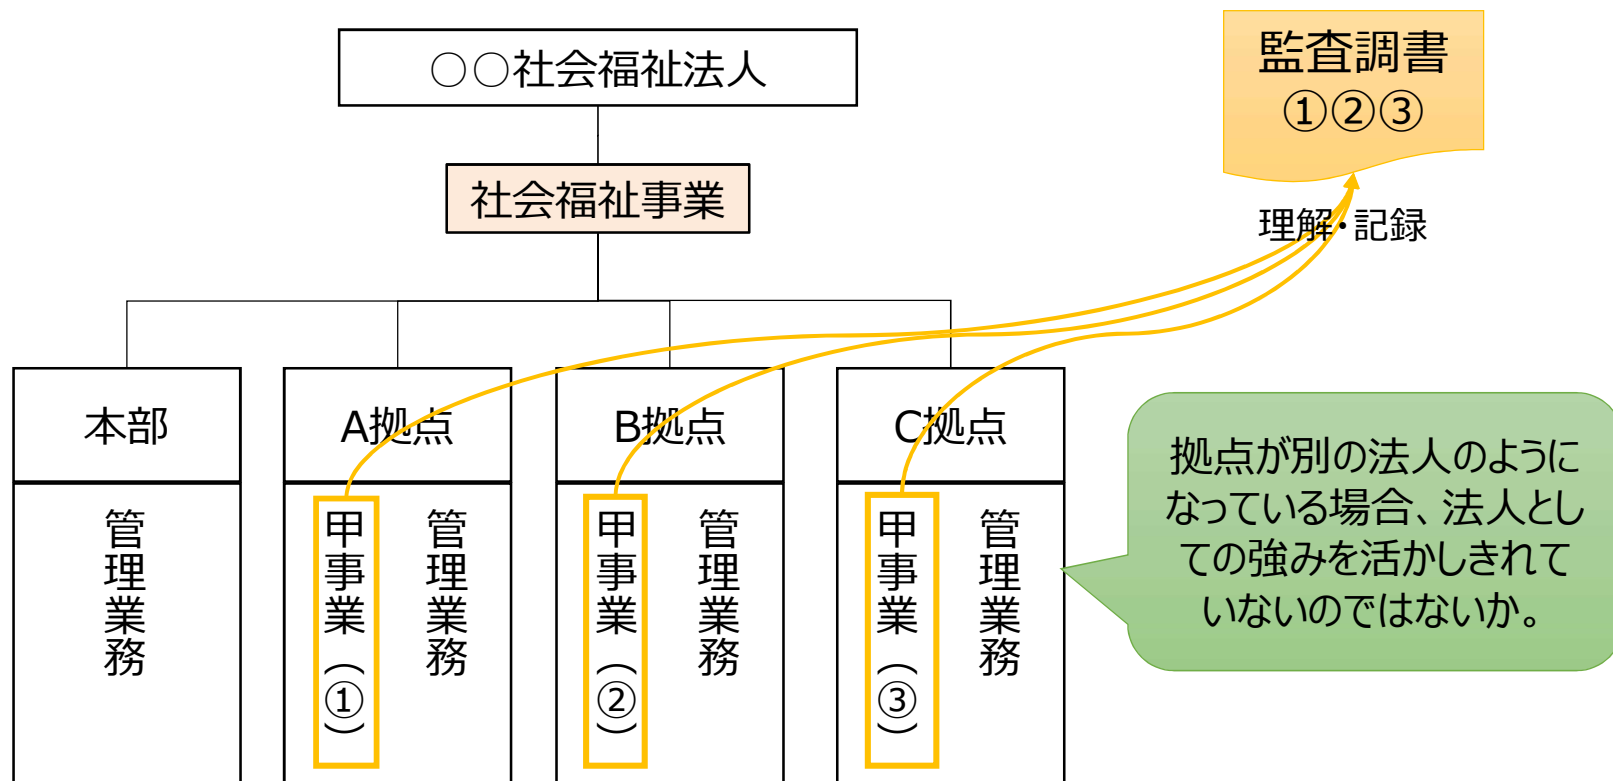 ○○社会福祉法人
監査調書
①②③
社会福祉事業
理解・記録
本部
A拠点
B拠点
C拠点
管理業務
甲事業（①）
管理業務
甲事業（②）
管理業務
甲事業（③）
管理業務
拠点が別の法人のように
なっている場合、法人とし
ての強みを活かしきれて
いないのではないか。